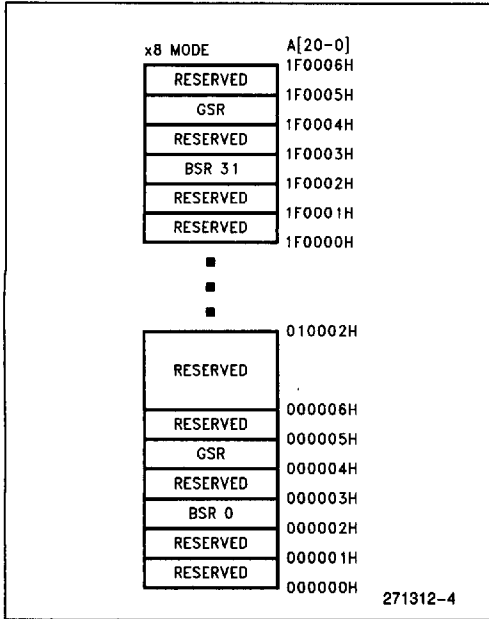 x8 MODE
A[20-0]
1F0006H
RESERVED
1F0005H
GSR
1F0004H
RESERVED
1F0003H
BSR 31
1F0002H
RESERVED
1F0001H
RESERVED
1F0000H
010002H
RESERVED
000006H
RESERVED
000005H
GSR
000004H
RESERVED
000003H
BSR 0
000002H
RESERVED
000001H
RESERVED
000000H
271312-4